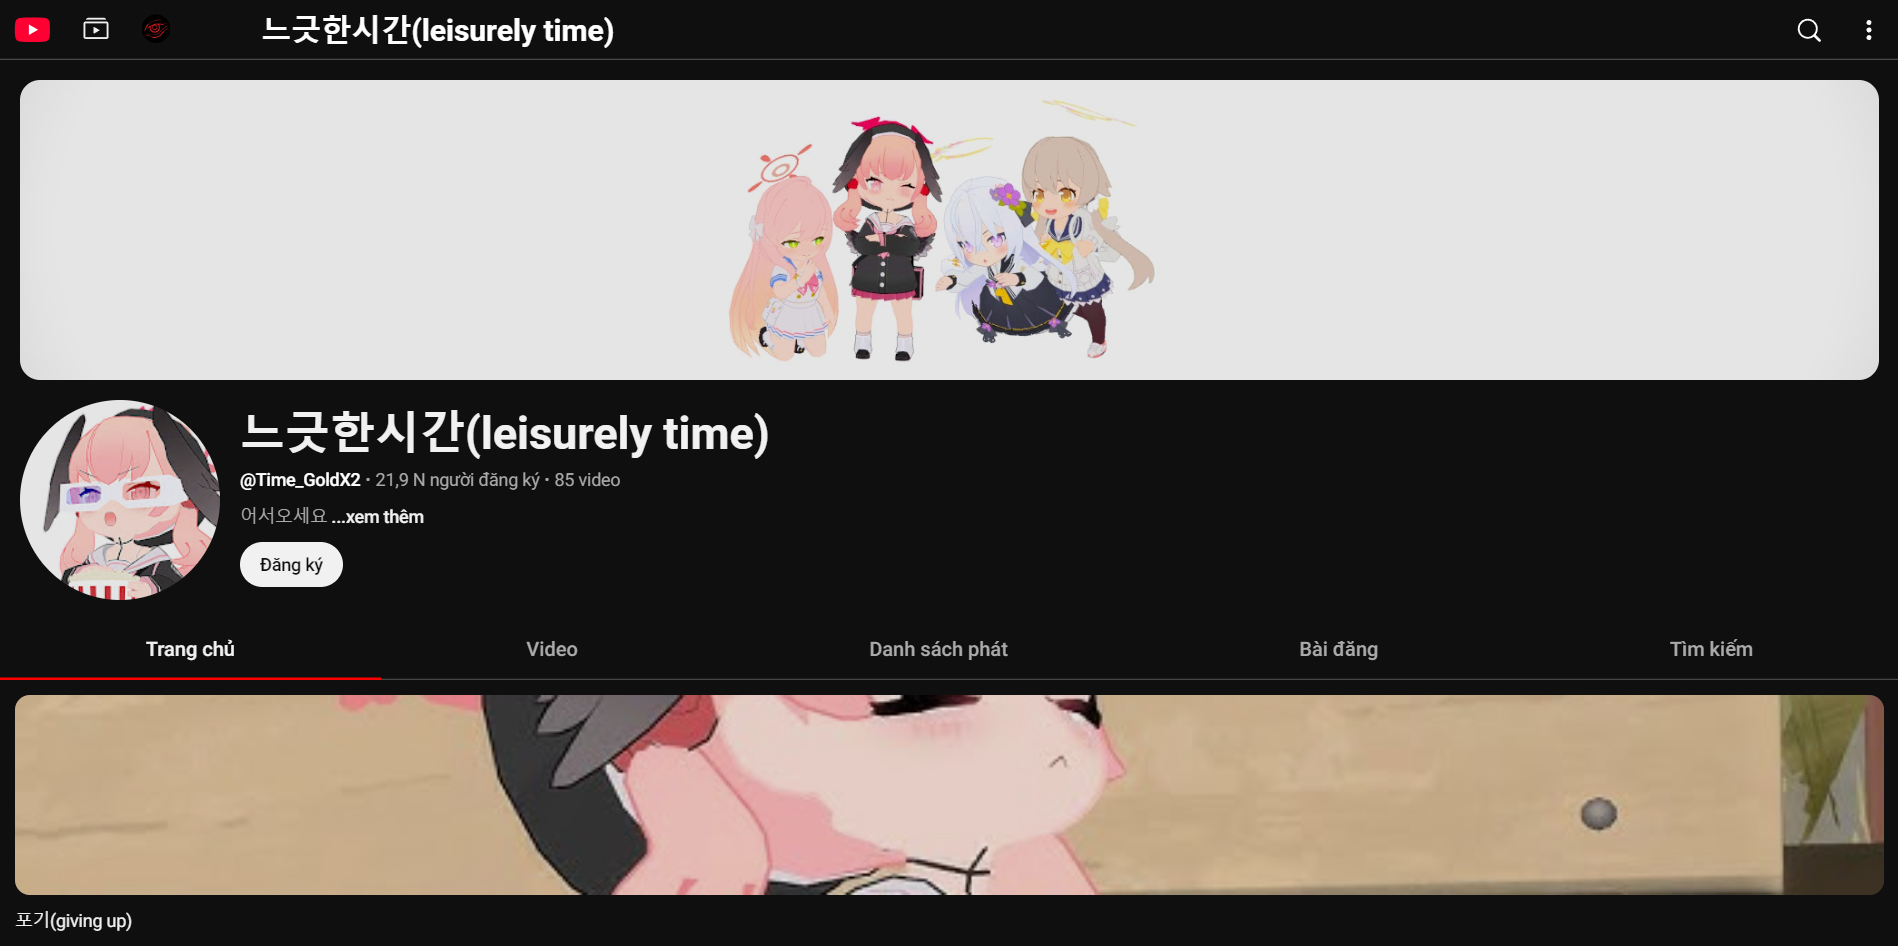 느긋한시간(leisurely time)
느긋한시간(leisurely time)
@Time_GoldX2 • 21,9 N người đăng ký • 85 video
어서오세요 ...xem thêm
Đăng ký
Trang chủ
Video
Danh sách phát
Bài đăng
Tìm kiếm
포기(giving up)